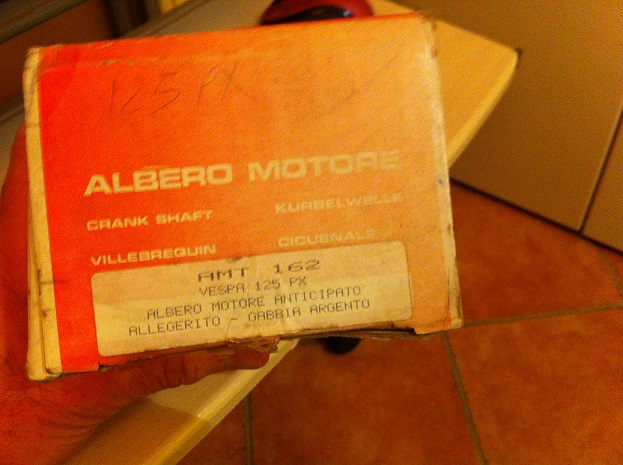 125 PX
ALBERO MOTORE
CRANK SHAFT
KURBELWELLE
VILLEBREQUIN
CIGUENALE
AMT 162
VESPA 125 PX
ALBERO MOTORE ANTICIPATO
ALLEGERITO - GABBIA ARGENTO